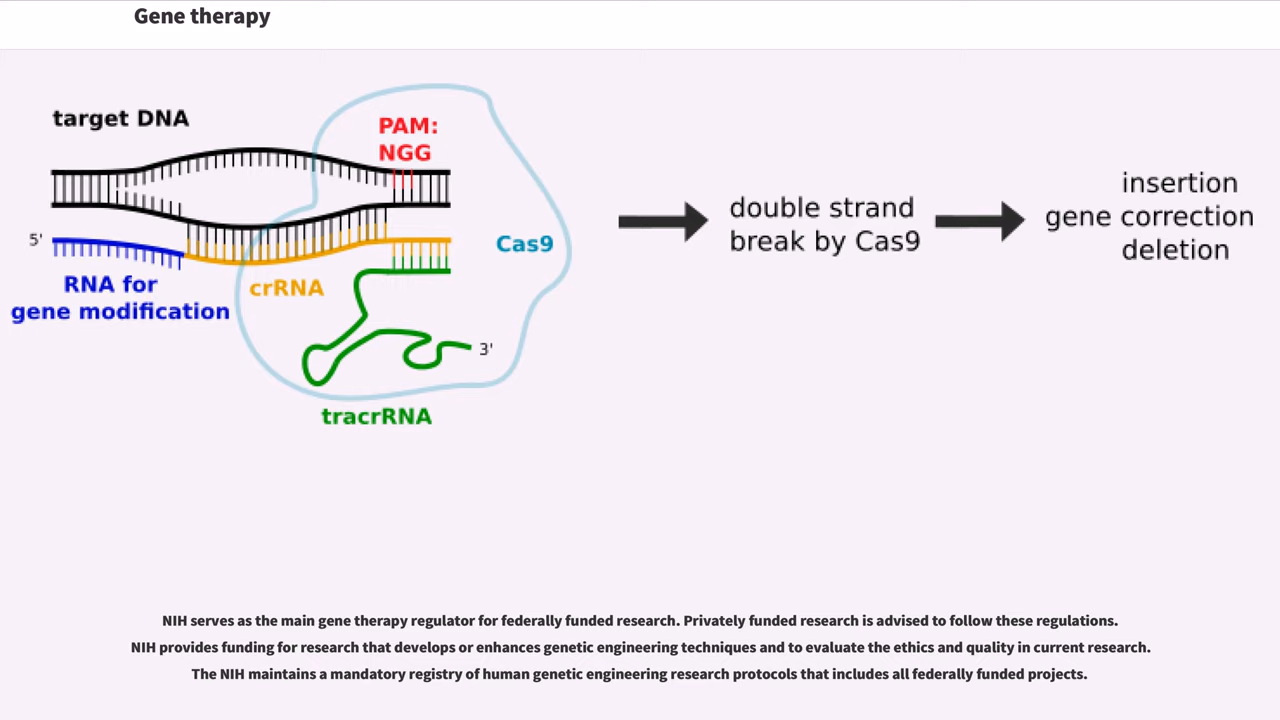 Gene therapy
target DNA
PAM:
NGG
5'
Cas9
RNA for
gene modification
crRNA
3'
tracrRNA
double strand
break by Cas9
insertion
gene correction
deletion
NIH serves as the main gene therapy regulator for federally funded research. Privately funded research is advised to follow these regulations.
NIH provides funding for research that develops or enhances genetic engineering techniques and to evaluate the ethics and quality in current research.
The NIH maintains a mandatory registry of human genetic engineering research protocols that includes all federally funded projects.